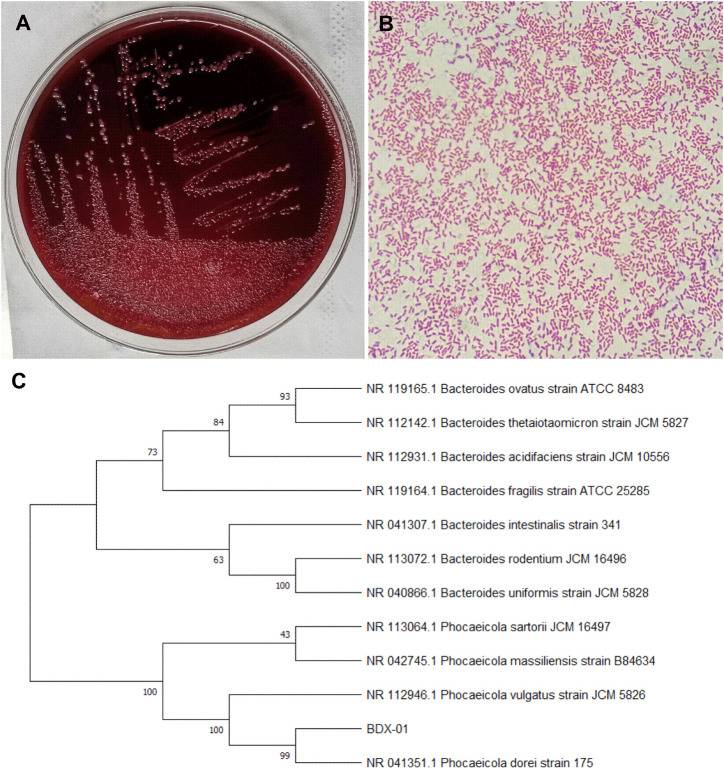 A
B
C
NR 119165.1 Bacteroides ovatus strain ATCC 8483
93
NR 112142.1 Bacteroides thetaiotaomicron strain JCM 5827
84
NR 112931.1 Bacteroides acidifaciens strain JCM 10556
73
NR 119164.1 Bacteroides fragilis strain ATCC 25285
NR 041307.1 Bacteroides intestinalis strain 341
63
NR 113072.1 Bacteroides rodentium JCM 16496
100
NR 040866.1 Bacteroides uniformis strain JCM 5828
NR 113064.1 Phocaeicola sartorii JCM 16497
43
NR 042745.1 Phocaeicola massiliensis strain B84634
100
NR 112946.1 Phocaeicola vulgatus strain JCM 5826
100
BDX-01
99
NR 041351.1 Phocaeicola dorei strain 175